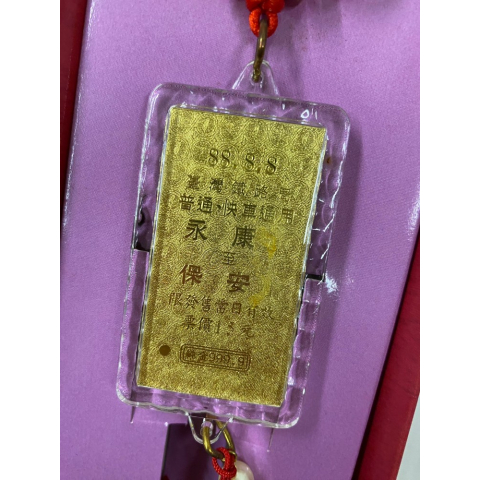 88.8.8
臺灣鐵路局
普通、快車適用
永康
至
保安
限發售當日有效
票價15元